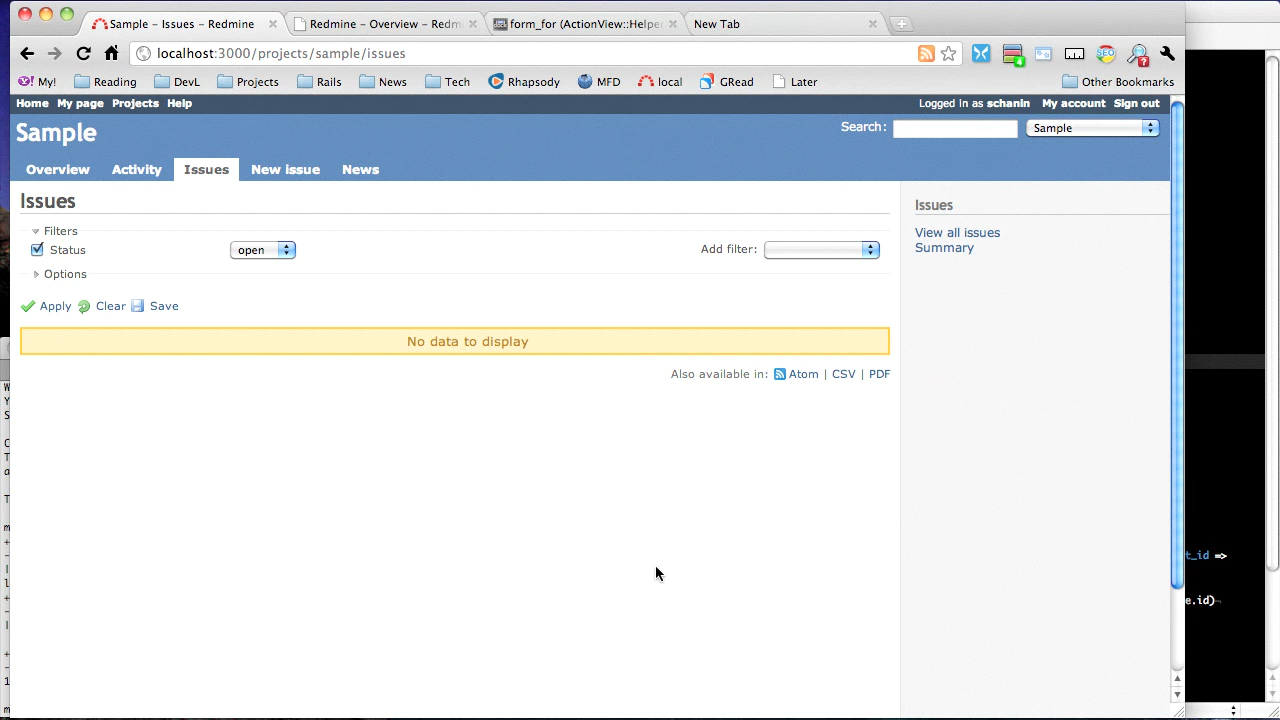 Sample – Issues – Redmine
Redmine – Overview – Redm
form_for (ActionView::Helper
New Tab
localhost:3000/projects/sample/issues
SEO
Y! My!
Reading
DevL
Projects
Rails
News
Tech
Rhapsody
MFD
local
GRead
Later
Other Bookmarks
Home My page Projects Help
Logged in as schanin My account Sign out
Sample
Search:
Sample
Overview Activity Issues New issue News
Issues
Filters
Status
open
Add filter:
Options
Apply Clear Save
No data to display
Also available in: Atom | CSV | PDF
Issues
View all issues
Summary
t_id =>
e.id)